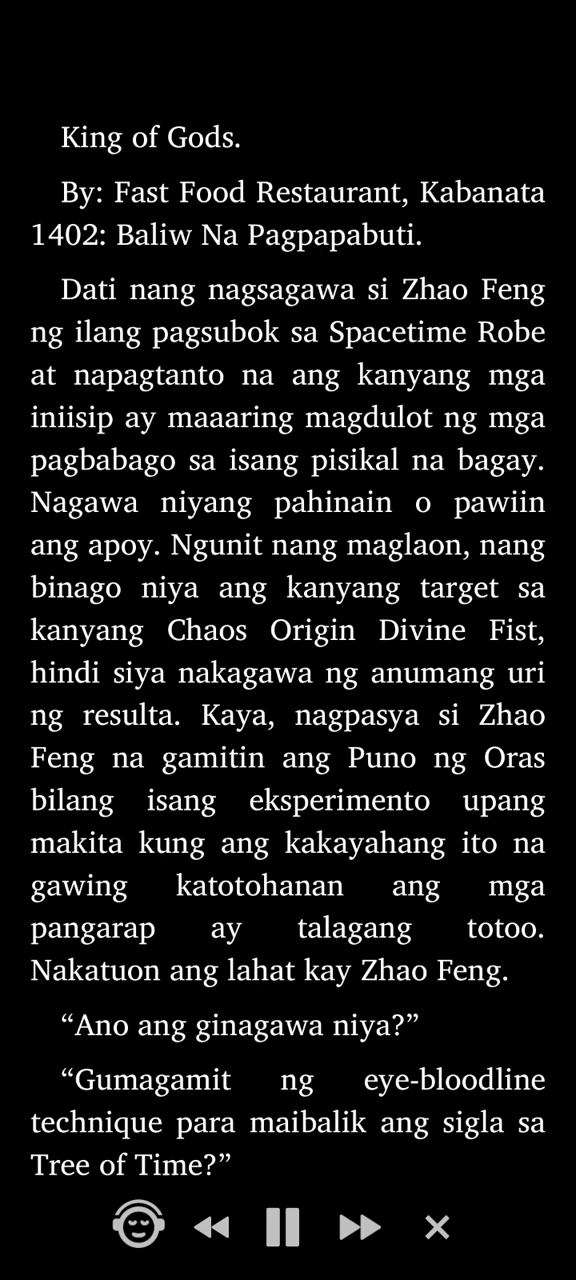 King of Gods.
By: Fast Food Restaurant, Kabanata
1402: Baliw Na Pagpapabuti.
Dati nang nagsagawa si Zhao Feng
ng ilang pagsubok sa Spacetime Robe
at napagtanto na ang kanyang mga
iniisip ay maaaring magdulot ng mga
pagbabago sa isang pisikal na bagay.
Nagawa niyang pahinain o pawiin
ang apoy. Ngunit nang maglaon, nang
binago niya ang kanyang target sa
kanyang Chaos Origin Divine Fist,
hindi siya nakagawa ng anumang uri
ng resulta. Kaya, nagpasya si Zhao
Feng na gamitin ang Puno ng Oras
bilang isang eksperimento upang
makita kung ang kakayahang ito na
gawing katotohanan ang mga
pangarap ay talagang totoo.
Nakatuon ang lahat kay Zhao Feng.
“Ano ang ginagawa niya?”
“Gumagamit ng eye-bloodline
technique para maibalik ang sigla sa
Tree of Time?”